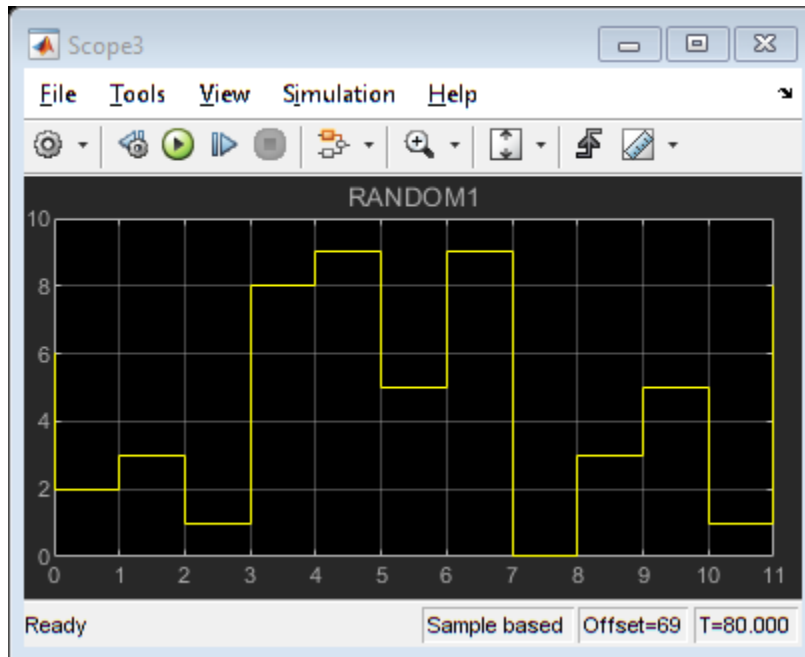 Scope3
File Tools View Simulation Help
RANDOM1
10
8
6
4
2
0
0 1 2 3 4 5 6 7 8 9 10 11
Ready Sample based Offset=69 T=80.000